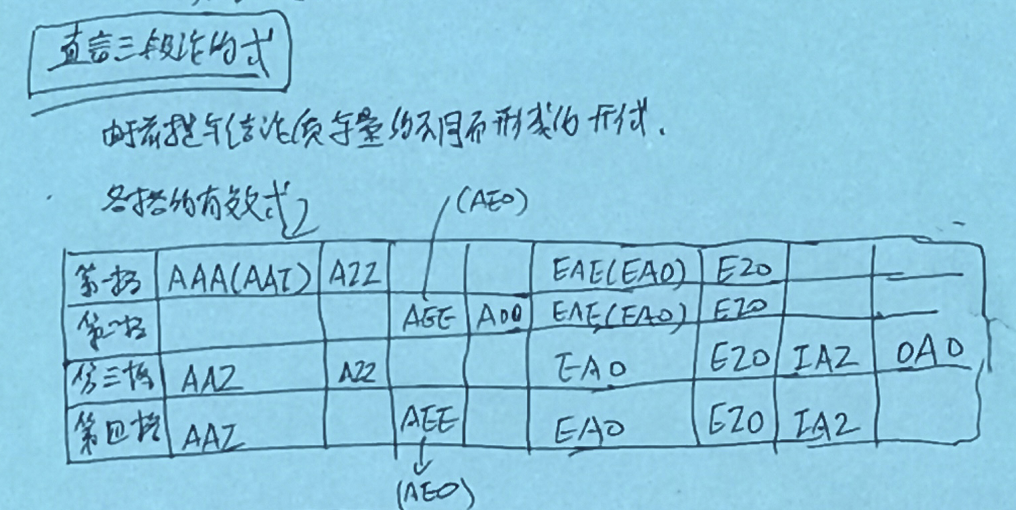 直言三段论的式
由于前提与结论质与量的不同而形成的形式.
各格的有效式
(AEO)
第一格 AAA(AAI) AII EAE(EAO) EIO
第二格 AEE AOO EAE(EAO) EIO
第三格 AAI AII EAO EIO IAI OAO
第四格 AAI AEE EAO EIO IAI
(AEO)